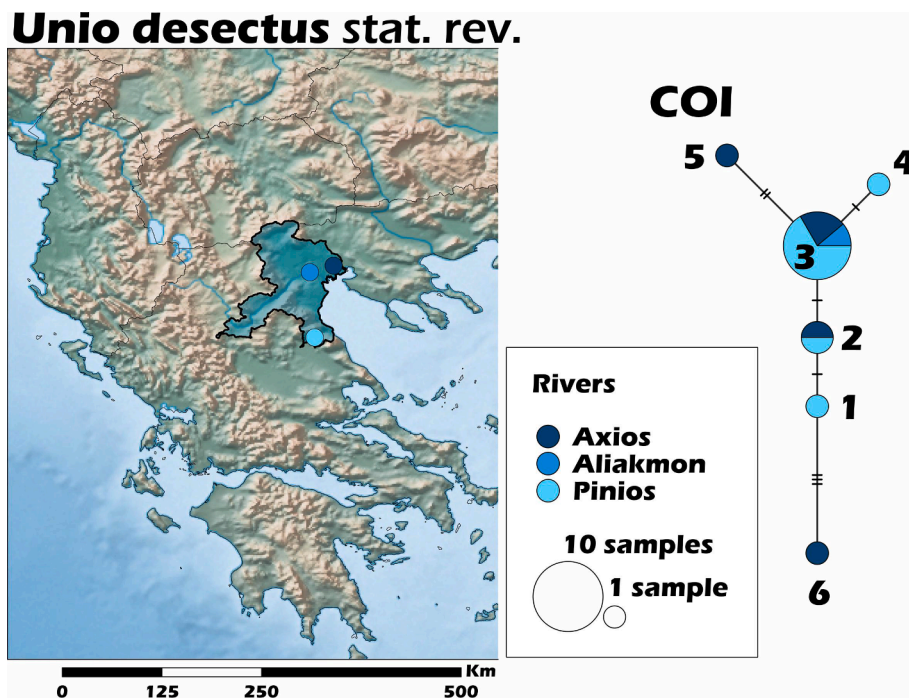 Unio desectus stat. rev.
COI
5
4
3
2
1
6
Rivers
Axios
Aliakmon
Pinios
10 samples
1 sample
Km
0 125 250 500